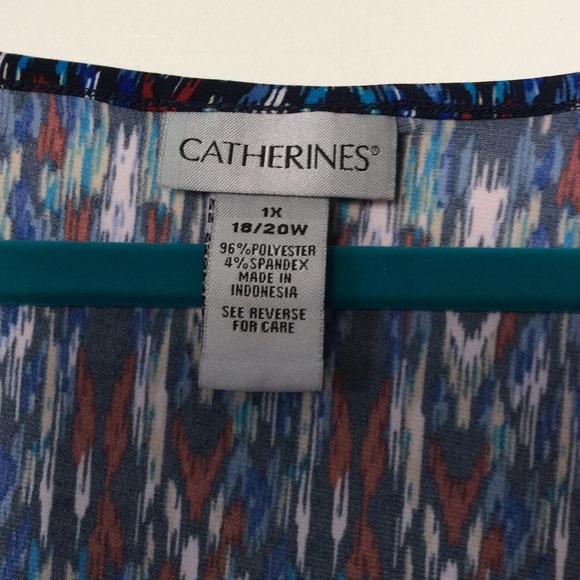 CATHERINES®
1X
18/20W
96%POLYESTER
4%SPANDEX
MADE IN
INDONESIA
SEE REVERSE
FOR CARE